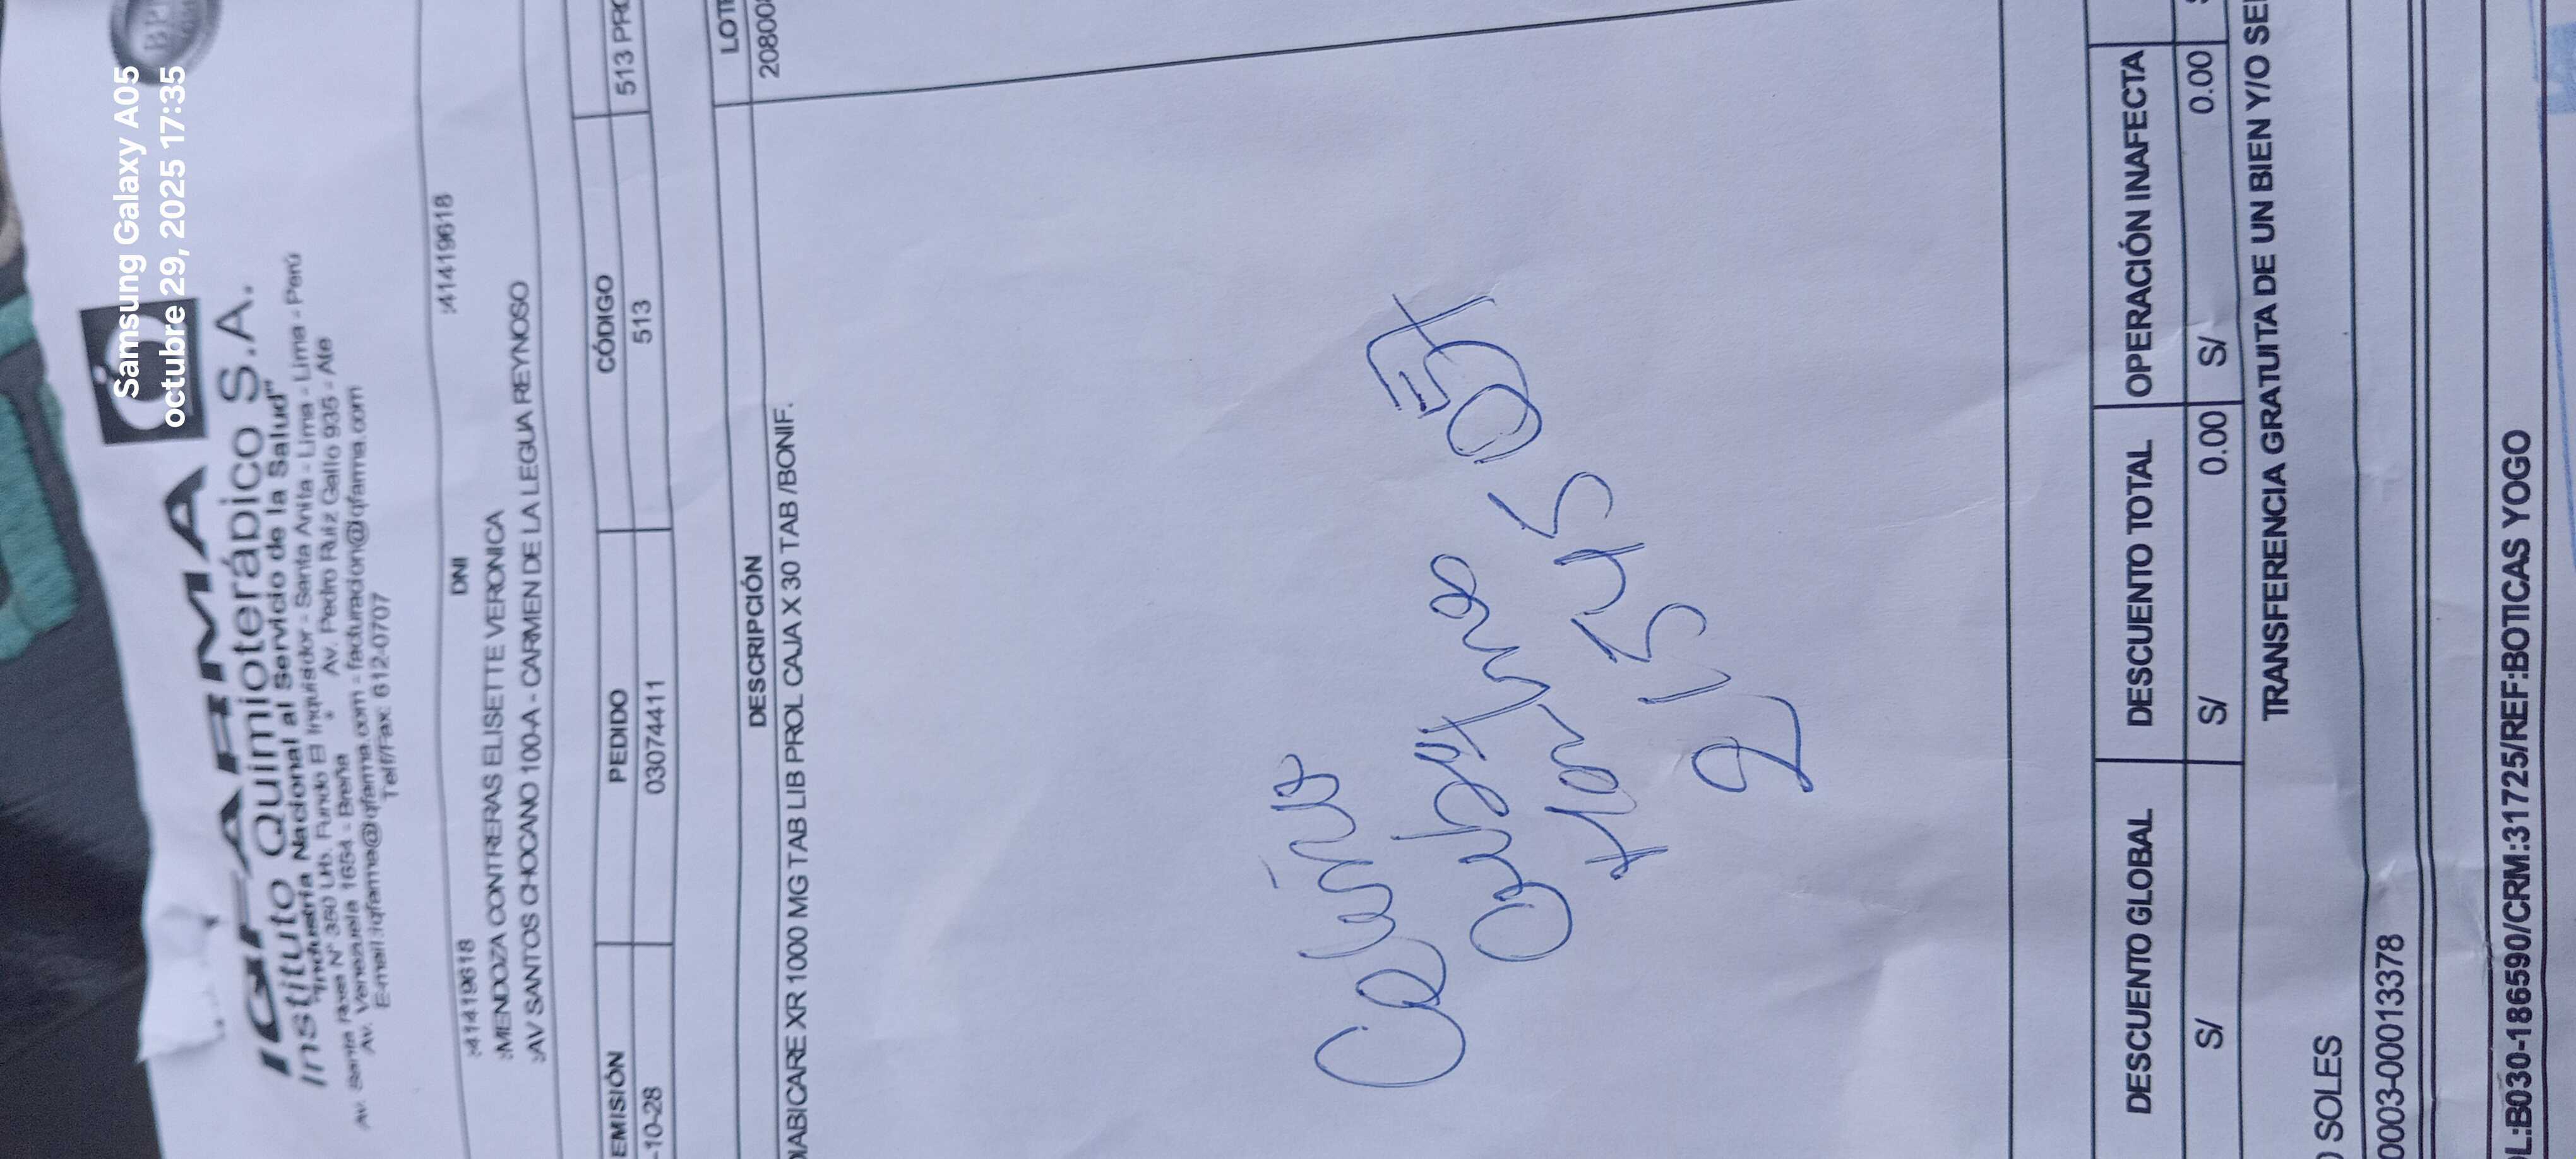 Samsung Galaxy A05
octubre 29, 2025 17:35
IQFARMA
Instituto Quimioterápico S.A.
"Industria Nacional al Servicio de la Salud"
Av. Santa Rosa N° 350 Urb. Fundo El Inquisidor - Santa Anita - Lima - Lima - Perú
Av. Venezuela 1654 - Breña * Av. Pedro Ruiz Gallo 935 - Ate
E-mail:iqfarma@iqfarma.com - facturacion@iqfarma.com
Telf/Fax: 612-0707
:41419618 DNI :41419618
:MENDOZA CONTRERAS ELISETTE VERONICA
:AV SANTOS CHOCANO 100-A - CARMEN DE LA LEGUA REYNOSO
EMISIÓN PEDIDO CÓDIGO
-10-28 03074411 513 513 PRO
DESCRIPCIÓN LOTE
DIABICARE XR 1000 MG TAB LIB PROL CAJA X 30 TAB /BONIF. 208008
DESCUENTO GLOBAL DESCUENTO TOTAL OPERACIÓN INAFECTA
S/ S/ 0.00 S/ 0.00
TRANSFERENCIA GRATUITA DE UN BIEN Y/O SE
SOLES
0003-00013378
L:B030-186590/CRM:31725/REF:BOTICAS YOGO